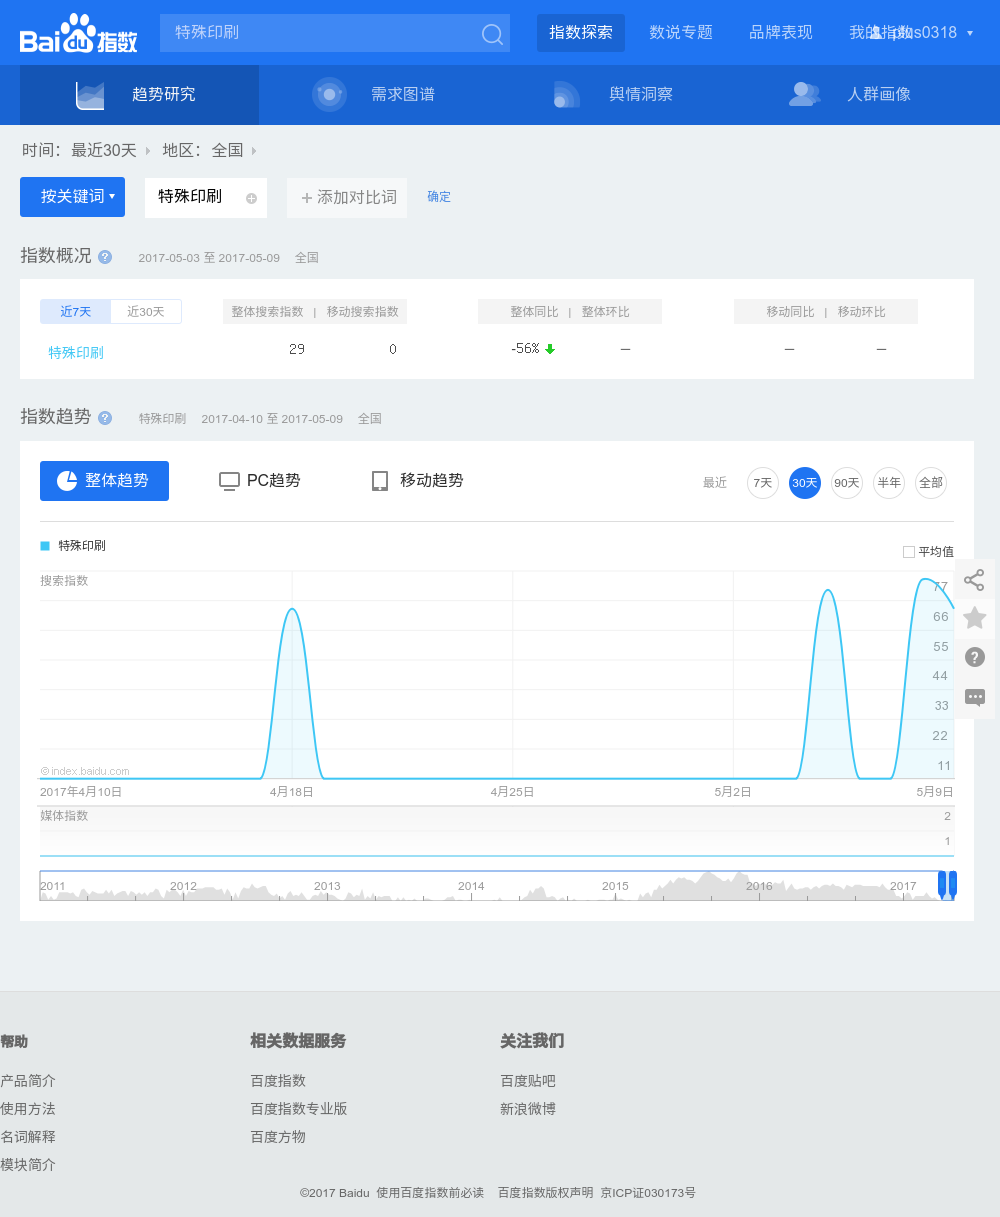 Bai du 指数 特殊印刷 指数探索 数说专题 品牌表现 我的指数 plus0318
趋势研究 需求图谱 舆情洞察 人群画像
时间: 最近30天 地区: 全国
按关键词 特殊印刷 添加对比词 确定
指数概况 ? 2017-05-03 至 2017-05-09 全国
近7天 近30天 整体搜索指数 | 移动搜索指数 整体同比 | 整体环比 移动同比 | 移动环比
特殊印刷 29 0 -56% — — —
指数趋势 ? 特殊印刷 2017-04-10 至 2017-05-09 全国
整体趋势 PC趋势 移动趋势 最近 7天 30天 90天 半年 全部
特殊印刷
平均值
搜索指数
77
66
55
44
33
22
11
©index.baidu.com
2017年4月10日 4月18日 4月25日 5月2日 5月9日
媒体指数 2
1
2011 2012 2013 2014 2015 2016 2017
帮助 相关数据服务 关注我们
产品简介 百度指数 百度贴吧
使用方法 百度指数专业版 新浪微博
名词解释 百度方物
模块简介
©2017 Baidu 使用百度指数前必读 百度指数版权声明 京ICP证030173号